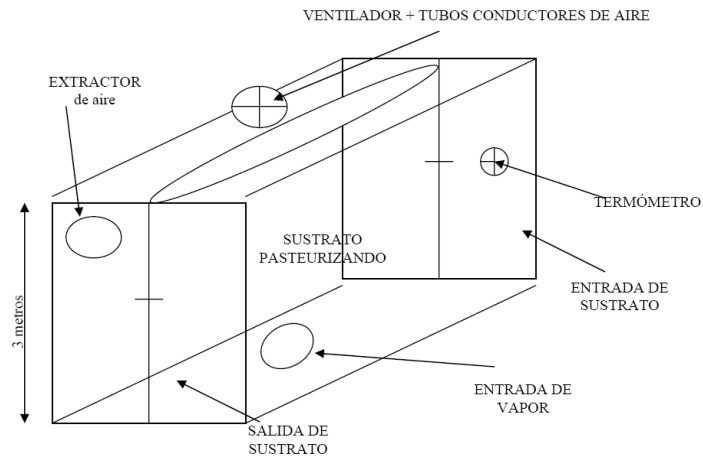 VENTILADOR + TUBOS CONDUCTORES DE AIRE
EXTRACTOR
de aire
TERMÓMETRO
SUSTRATO
PASTEURIZANDO
ENTRADA DE
SUSTRATO
3 metros
ENTRADA DE
VAPOR
SALIDA DE
SUSTRATO